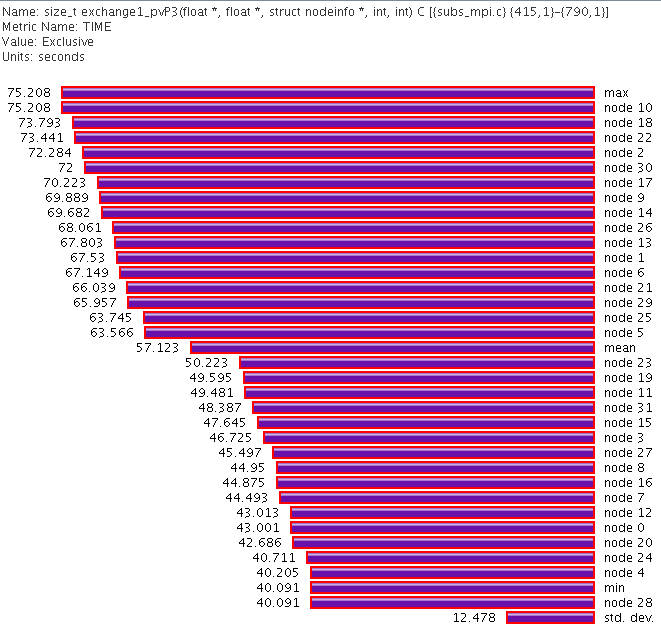 Name: size_t exchange1_pvP3(float *, float *, struct nodeinfo *, int, int) C [{subs_mpi.c} {415,1}-{790,1}]
Metric Name: TIME
Value: Exclusive
Units: seconds
75.208 max
75.208 node 10
73.793 node 18
73.441 node 22
72.284 node 2
72 node 30
70.223 node 17
69.889 node 9
69.682 node 14
68.061 node 26
67.803 node 13
67.53 node 1
67.149 node 6
66.039 node 21
65.957 node 29
63.745 node 25
63.566 node 5
57.123 mean
50.223 node 23
49.595 node 19
49.481 node 11
48.387 node 31
47.645 node 15
46.725 node 3
45.497 node 27
44.95 node 8
44.875 node 16
44.493 node 7
43.013 node 12
43.001 node 0
42.686 node 20
40.711 node 24
40.205 node 4
40.091 min
40.091 node 28
12.478 std. dev.